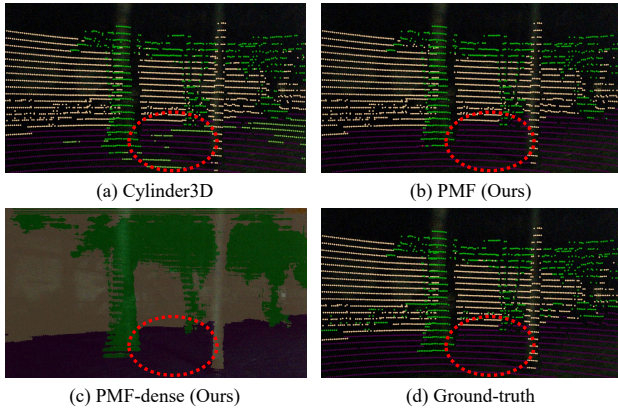 (a) Cylinder3D
(b) PMF (Ours)
(c) PMF-dense (Ours)
(d) Ground-truth